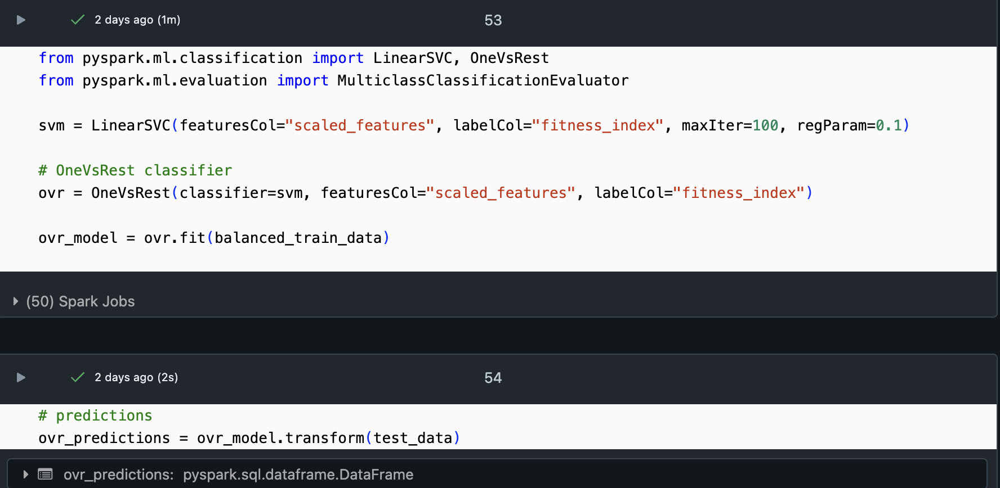 2 days ago (1m)
53
from pyspark.ml.classification import LinearSVC, OneVsRest
from pyspark.ml.evaluation import MulticlassClassificationEvaluator
svm = LinearSVC(featuresCol="scaled_features", labelCol="fitness_index", maxIter=100, regParam=0.1)
# OneVsRest classifier
ovr = OneVsRest(classifier=svm, featuresCol="scaled_features", labelCol="fitness_index")
ovr_model = ovr.fit(balanced_train_data)
(50) Spark Jobs
2 days ago (2s)
54
# predictions
ovr_predictions = ovr_model.transform(test_data)
ovr_predictions: pyspark.sql.dataframe.DataFrame